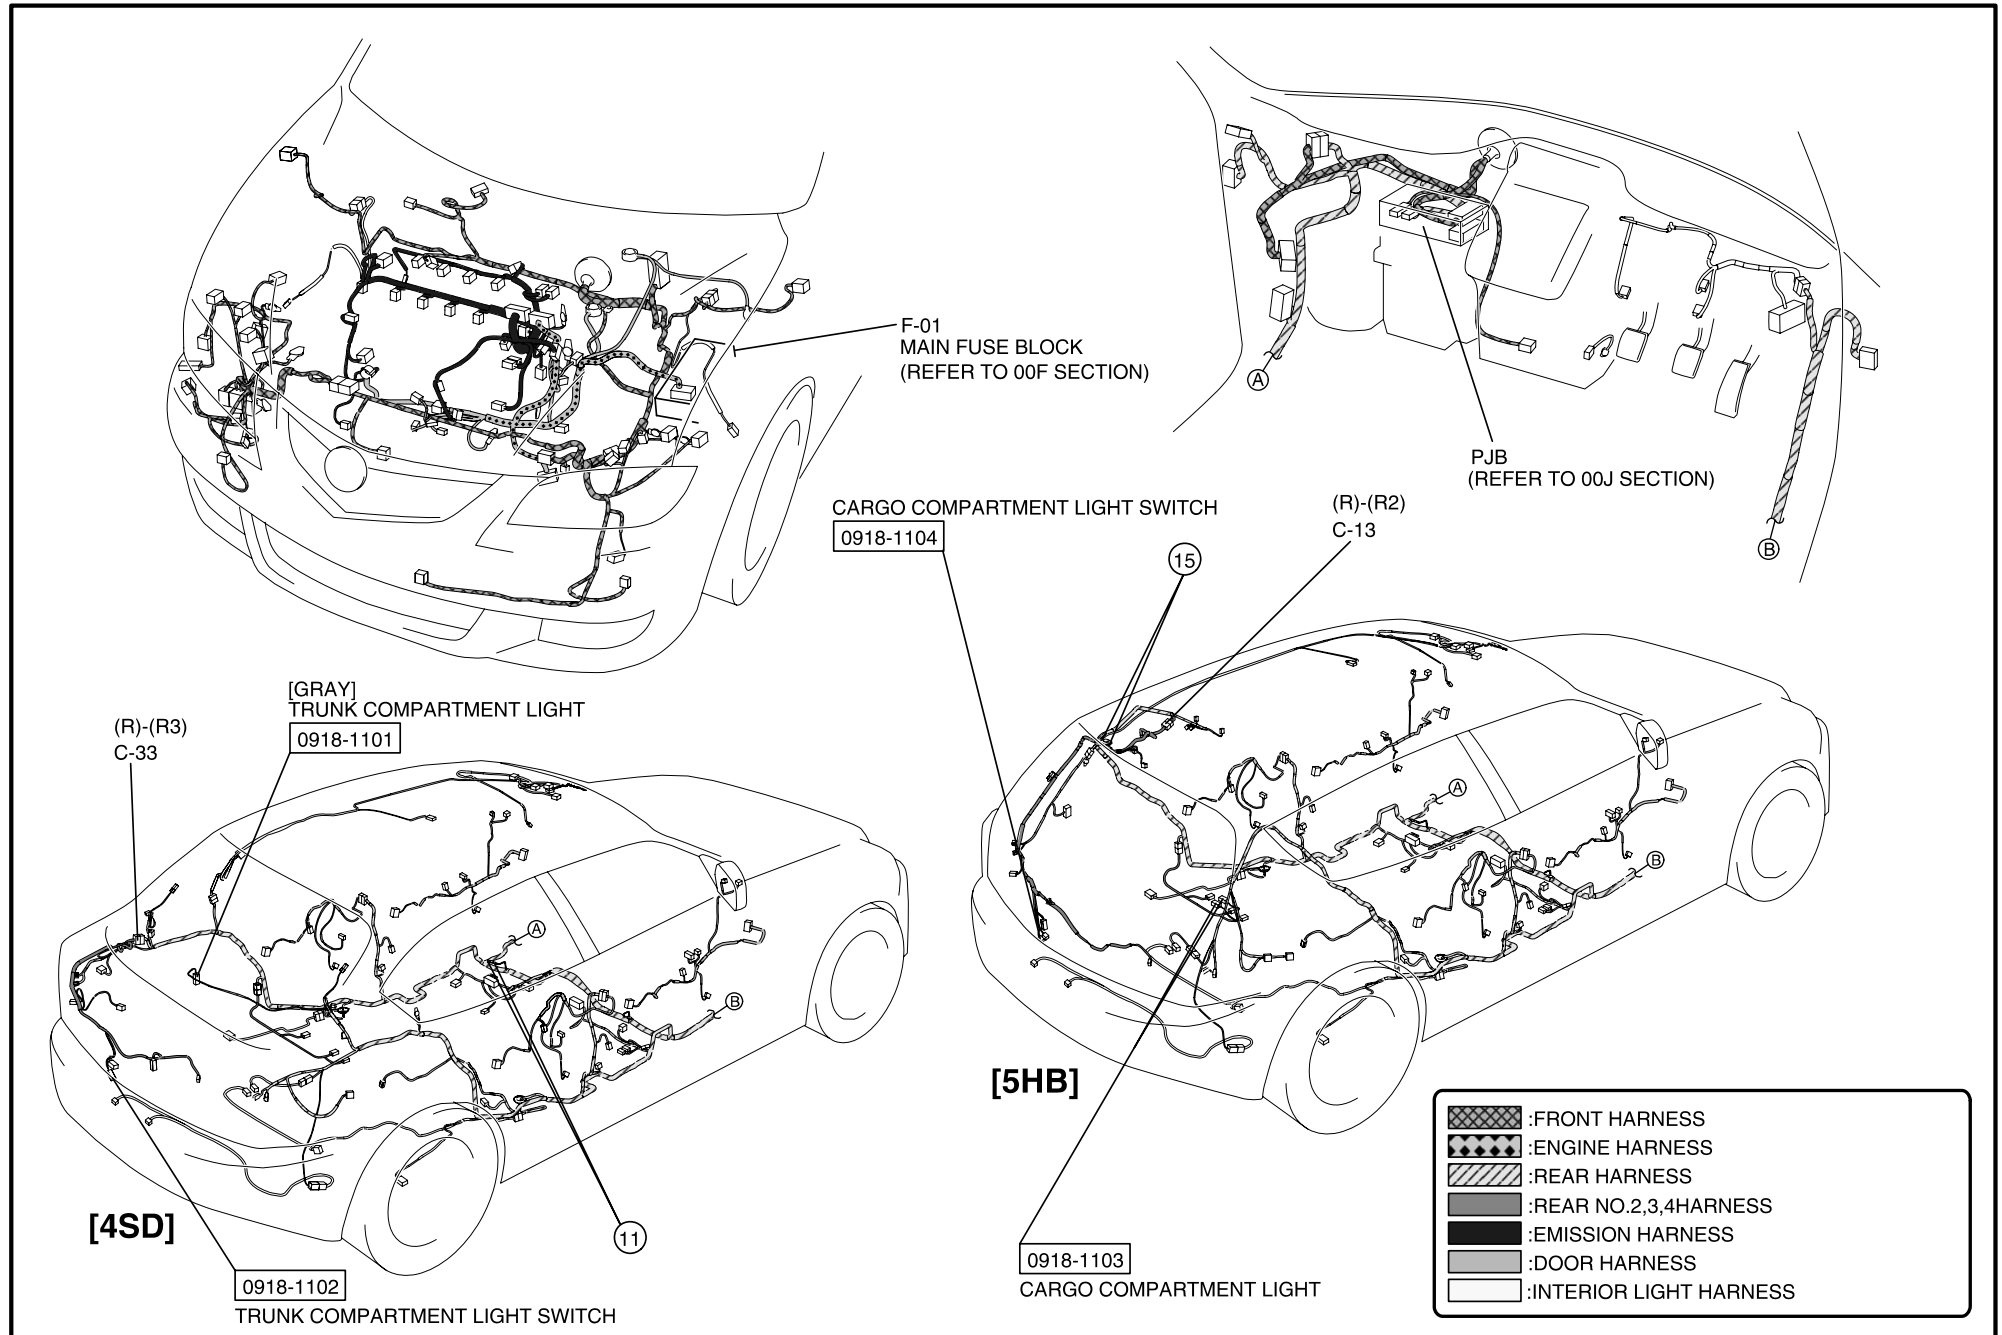 F-01
MAIN FUSE BLOCK
(REFER TO 00F SECTION)
A
PJB
(REFER TO 00J SECTION)
B
CARGO COMPARTMENT LIGHT SWITCH
0918-1104
15
(R)-(R2)
C-13
[GRAY]
TRUNK COMPARTMENT LIGHT
0918-1101
(R)-(R3)
C-33
A
B
A
B
[5HB]
[4SD]
11
0918-1102
TRUNK COMPARTMENT LIGHT SWITCH
0918-1103
CARGO COMPARTMENT LIGHT
:FRONT HARNESS
:ENGINE HARNESS
:REAR HARNESS
:REAR NO.2,3,4HARNESS
:EMISSION HARNESS
:DOOR HARNESS
:INTERIOR LIGHT HARNESS